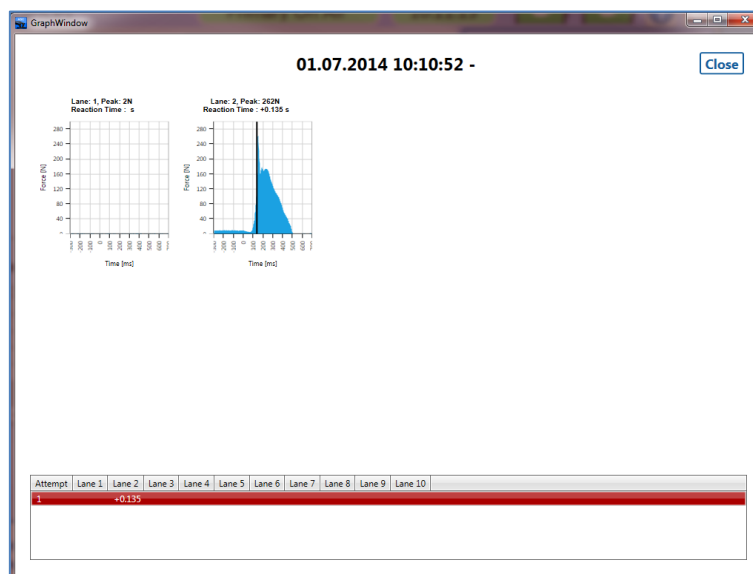 GraphWindow
01.07.2014 10:10:52 -
Close
Lane: 1, Peak: 2N
Reaction Time : s
280
240
200
160
120
80
40
Force [N]
-200 -100 0 100 200 300 400 500 600
Time [ms]
Lane: 2, Peak: 262N
Reaction Time : +0.135 s
280
240
200
160
120
80
40
Force [N]
-200 -100 0 100 200 300 400 500 600
Time [ms]
Attempt Lane 1 Lane 2 Lane 3 Lane 4 Lane 5 Lane 6 Lane 7 Lane 8 Lane 9 Lane 10
1 +0.135